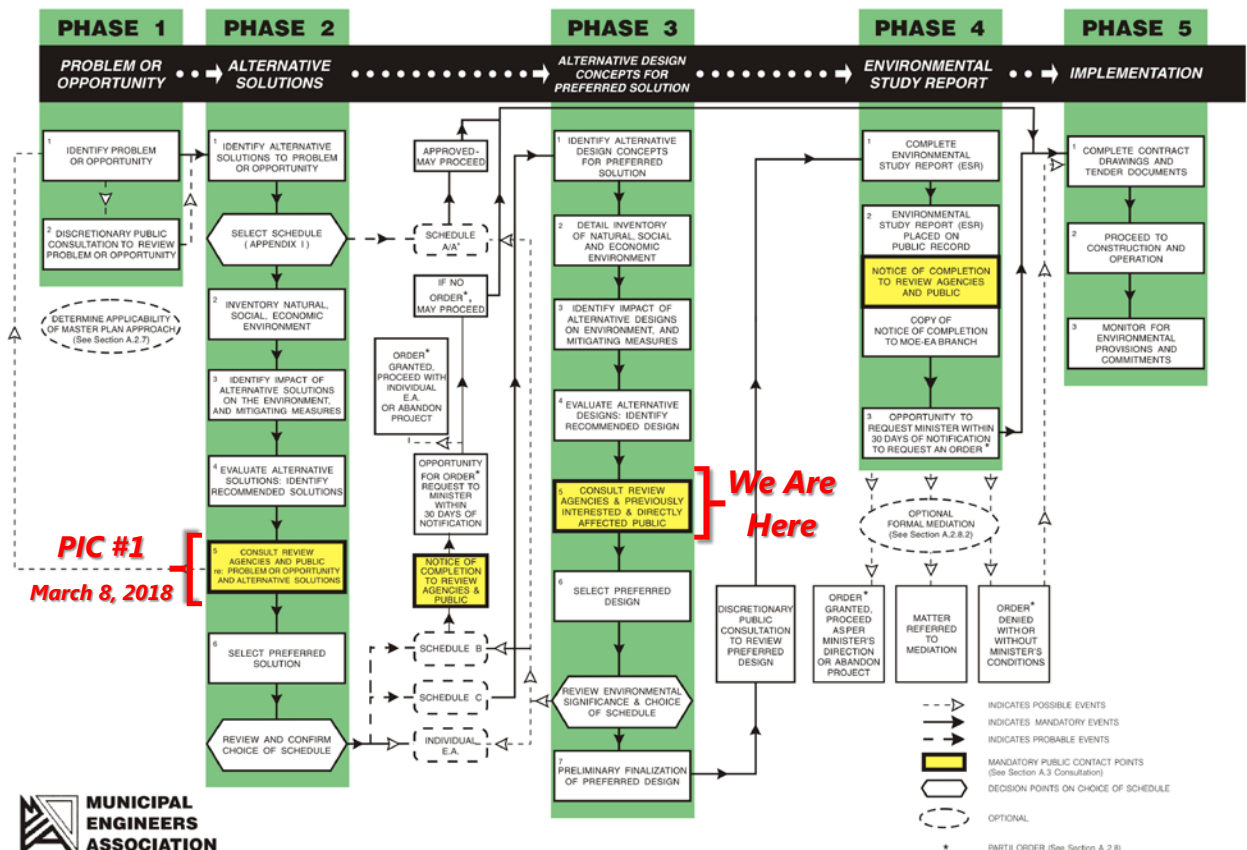 PHASE 1
PHASE 2
PHASE 3
PHASE 4
PHASE 5
PROBLEM OR
OPPORTUNITY
ALTERNATIVE
SOLUTIONS
ALTERNATIVE DESIGN
CONCEPTS FOR
PREFERRED SOLUTION
ENVIRONMENTAL
STUDY REPORT
IMPLEMENTATION
1
IDENTIFY PROBLEM
OR OPPORTUNITY
2
DISCRETIONARY PUBLIC
CONSULTATION TO REVIEW
PROBLEM OR OPPORTUNITY
DETERMINE APPLICABILITY
OF MASTER PLAN APPROACH
(See Section A.2.7)
1
IDENTIFY ALTERNATIVE
SOLUTIONS TO PROBLEM
OR OPPORTUNITY
SELECT SCHEDULE
( APPENDIX I )
2
INVENTORY NATURAL,
SOCIAL, ECONOMIC
ENVIRONMENT
3
IDENTIFY IMPACT OF
ALTERNATIVE SOLUTIONS
ON THE ENVIRONMENT,
AND MITIGATING MEASURES
4
EVALUATE ALTERNATIVE
SOLUTIONS: IDENTIFY
RECOMMENDED SOLUTIONS
PIC #1
March 8, 2018
5
CONSULT REVIEW
AGENCIES AND PUBLIC
re: PROBLEM OR OPPORTUNITY
AND ALTERNATIVE SOLUTIONS
6
SELECT PREFERRED
SOLUTION
REVIEW AND CONFIRM
CHOICE OF SCHEDULE
APPROVED-
MAY PROCEED
SCHEDULE
A/A+
IF NO
ORDER*,
MAY PROCEED
ORDER*
GRANTED,
PROCEED WITH
INDIVIDUAL
E.A.
OR ABANDON
PROJECT
OPPORTUNITY
FOR ORDER*
REQUEST TO
MINISTER
WITHIN
30 DAYS OF
NOTIFICATION
NOTICE OF
COMPLETION
TO REVIEW
AGENCIES &
PUBLIC
SCHEDULE B
SCHEDULE C
INDIVIDUAL
E.A.
1
IDENTIFY ALTERNATIVE
DESIGN CONCEPTS
FOR PREFERRED
SOLUTION
2
DETAIL INVENTORY
OF NATURAL, SOCIAL
AND ECONOMIC
ENVIRONMENT
3
IDENTIFY IMPACT OF
ALTERNATIVE DESIGNS
ON ENVIRONMENT, AND
MITIGATING MEASURES
4
EVALUATE ALTERNATIVE
DESIGNS: IDENTIFY
RECOMMENDED DESIGN
5
CONSULT REVIEW
AGENCIES & PREVIOUSLY
INTERESTED & DIRECTLY
AFFECTED PUBLIC
We Are
Here
6
SELECT PREFERRED
DESIGN
REVIEW ENVIRONMENTAL
SIGNIFICANCE & CHOICE
OF SCHEDULE
7
PRELIMINARY FINALIZATION
OF PREFERRED DESIGN
DISCRETIONARY
PUBLIC
CONSULTATION
TO REVIEW
PREFERRED
DESIGN
1
COMPLETE
ENVIRONMENTAL
STUDY REPORT (ESR)
2
ENVIRONMENTAL
STUDY REPORT (ESR)
PLACED ON
PUBLIC RECORD
NOTICE OF COMPLETION
TO REVIEW AGENCIES
AND PUBLIC
COPY OF
NOTICE OF COMPLETION
TO MOE-EA BRANCH
3
OPPORTUNITY TO
REQUEST MINISTER WITHIN
30 DAYS OF NOTIFICATION
TO REQUEST AN ORDER*
OPTIONAL
FORMAL MEDIATION
(See Section A.2.8.2)
ORDER*
GRANTED,
PROCEED
ASPER
MINISTER'S
DIRECTION
OR ABANDON
PROJECT
MATTER
REFERRED
TO
MEDIATION
ORDER*
DENIED
WITH OR
WITHOUT
MINISTER'S
CONDITIONS
1
COMPLETE CONTRACT
DRAWINGS AND
TENDER DOCUMENTS
2
PROCEED TO
CONSTRUCTION AND
OPERATION
3
MONITOR FOR
ENVIRONMENTAL
PROVISIONS AND
COMMITMENTS
INDICATES POSSIBLE EVENTS
INDICATES MANDATORY EVENTS
INDICATES PROBABLE EVENTS
MANDATORY PUBLIC CONTACT POINTS
(See Section A.3 Consultation)
DECISION POINTS ON CHOICE OF SCHEDULE
OPTIONAL
* PART II ORDER (See Section A.2.8)
MUNICIPAL
ENGINEERS
ASSOCIATION